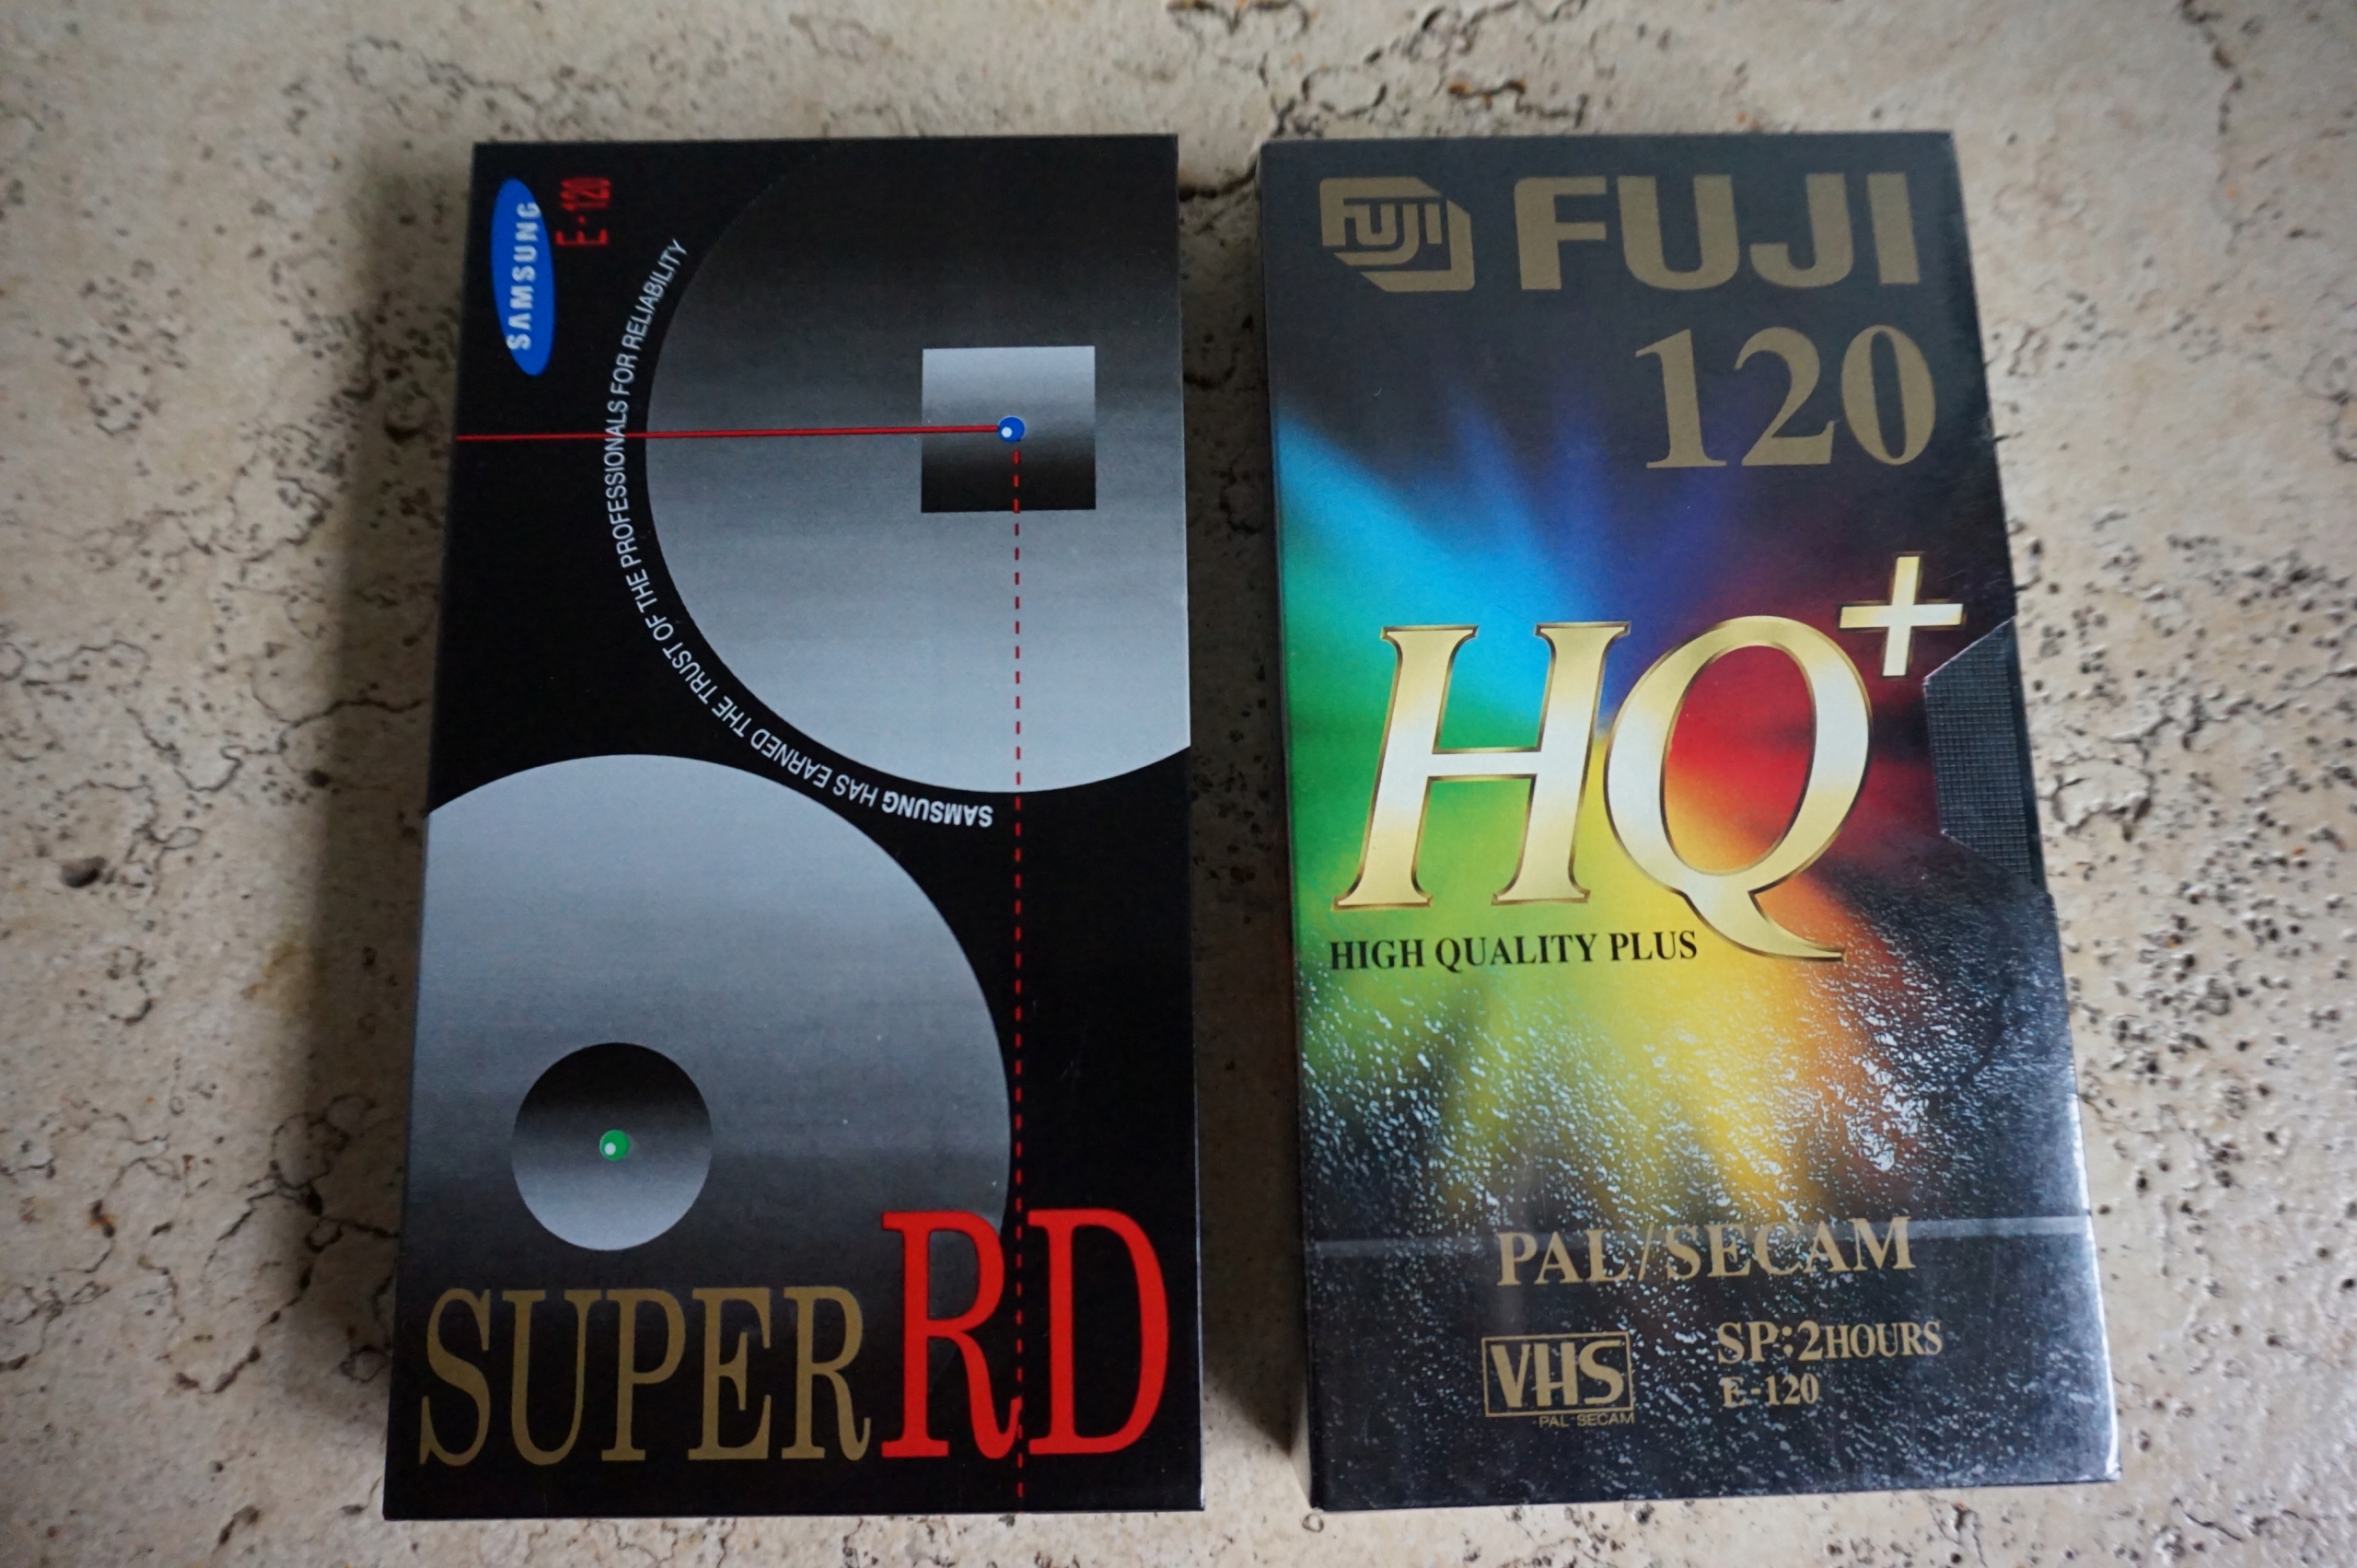 SAMSUNG
E-120
SAMSUNG HAS EARNED THE TRUST OF THE PROFESSIONALS FOR RELIABILITY
SUPER RD
FUJI FUJI
120
HQ+
HIGH QUALITY PLUS
PAL/SECAM
VHS
PAL SECAM
SP:2HOURS
E-120